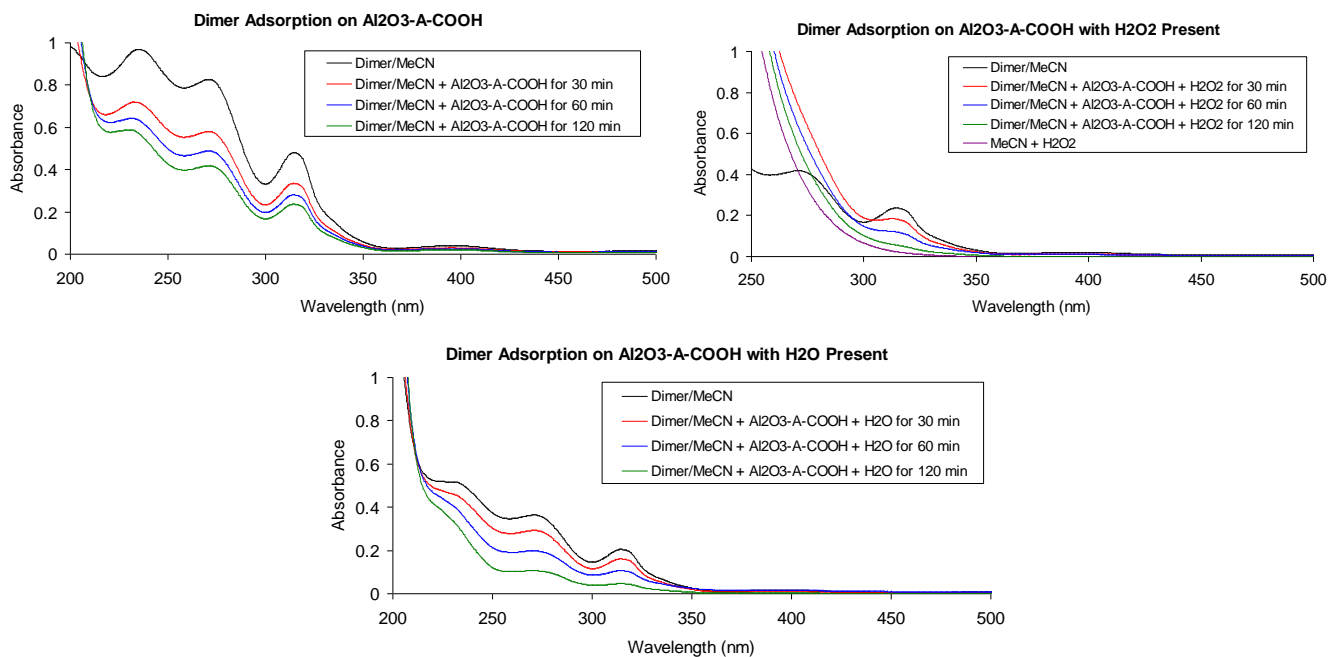 Dimer Adsorption on Al2O3-A-COOH
Absorbance
1
0.8
0.6
0.4
0.2
0
Dimer/MeCN
Dimer/MeCN + Al2O3-A-COOH for 30 min
Dimer/MeCN + Al2O3-A-COOH for 60 min
Dimer/MeCN + Al2O3-A-COOH for 120 min
200 250 300 350 400 450 500
Wavelength (nm)
Dimer Adsorption on Al2O3-A-COOH with H2O2 Present
Absorbance
1
0.8
0.6
0.4
0.2
0
Dimer/MeCN
Dimer/MeCN + Al2O3-A-COOH + H2O2 for 30 min
Dimer/MeCN + Al2O3-A-COOH + H2O2 for 60 min
Dimer/MeCN + Al2O3-A-COOH + H2O2 for 120 min
MeCN + H2O2
250 300 350 400 450 500
Wavelength (nm)
Dimer Adsorption on Al2O3-A-COOH with H2O Present
Absorbance
1
0.8
0.6
0.4
0.2
0
Dimer/MeCN
Dimer/MeCN + Al2O3-A-COOH + H2O for 30 min
Dimer/MeCN + Al2O3-A-COOH + H2O for 60 min
Dimer/MeCN + Al2O3-A-COOH + H2O for 120 min
200 250 300 350 400 450 500
Wavelength (nm)